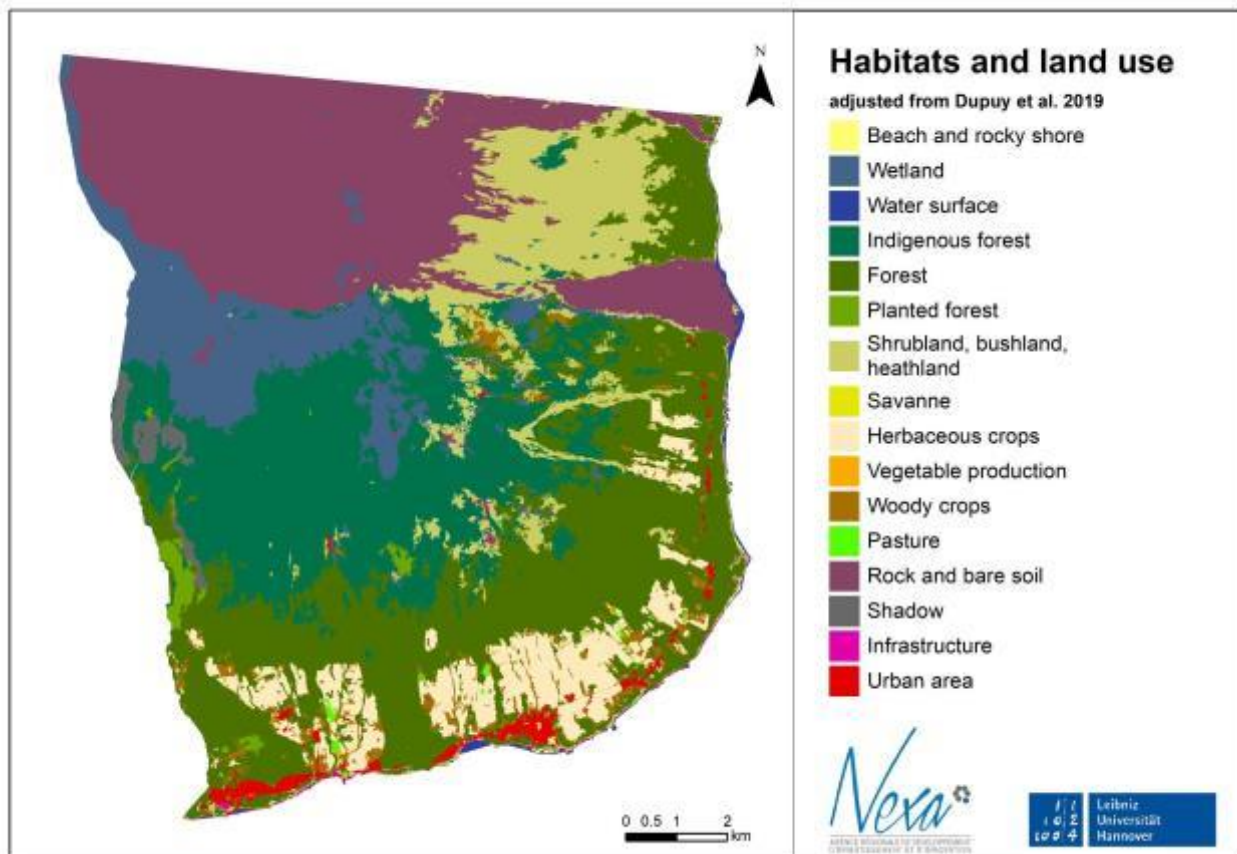 N
Habitats and land use
adjusted from Dupuy et al. 2019
Beach and rocky shore
Wetland
Water surface
Indigenous forest
Forest
Planted forest
Shrubland, bushland,
heathland
Savanne
Herbaceous crops
Vegetable production
Woody crops
Pasture
Rock and bare soil
Shadow
Infrastructure
Urban area
0 0.5 1 2
km
Nexa
Leibniz
Universität
Hannover